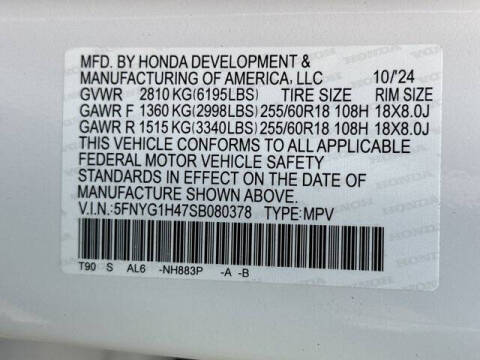 MFD. BY HONDA DEVELOPMENT &
MANUFACTURING OF AMERICA, LLC 10/'24
GVWR 2810 KG(6195LBS) TIRE SIZE RIM SIZE
GAWR F 1360 KG(2998LBS) 255/60R18 108H 18X8.0J
GAWR R 1515 KG(3340LBS) 255/60R18 108H 18X8.0J
THIS VEHICLE CONFORMS TO ALL APPLICABLE
FEDERAL MOTOR VEHICLE SAFETY
STANDARDS IN EFFECT ON THE DATE OF
MANUFACTURE SHOWN ABOVE.
V.I.N.:5FNYG1H47SB080378 TYPE:MPV
T90 S AL6 -NH883P -A -B